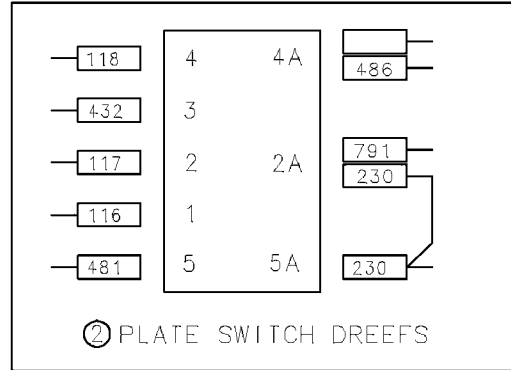 118 4 4A
486
432 3
791
117 2 2A
230
116 1
481 5 5A 230
2 PLATE SWITCH DREEFS